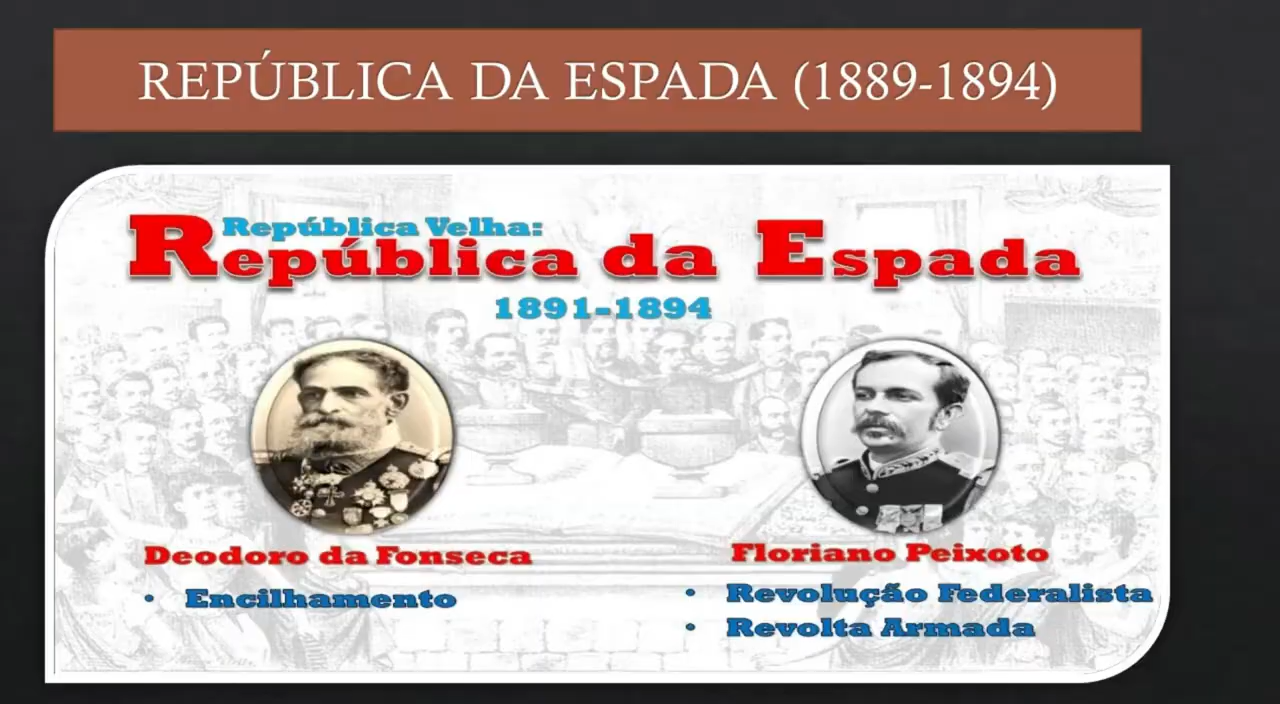 REPÚBLICA DA ESPADA (1889-1894)
República Velha:
República da Espada
1891-1894
Deodoro da Fonseca
• Encilhamento
Floriano Peixoto
• Revolução Federalista
• Revolta Armada